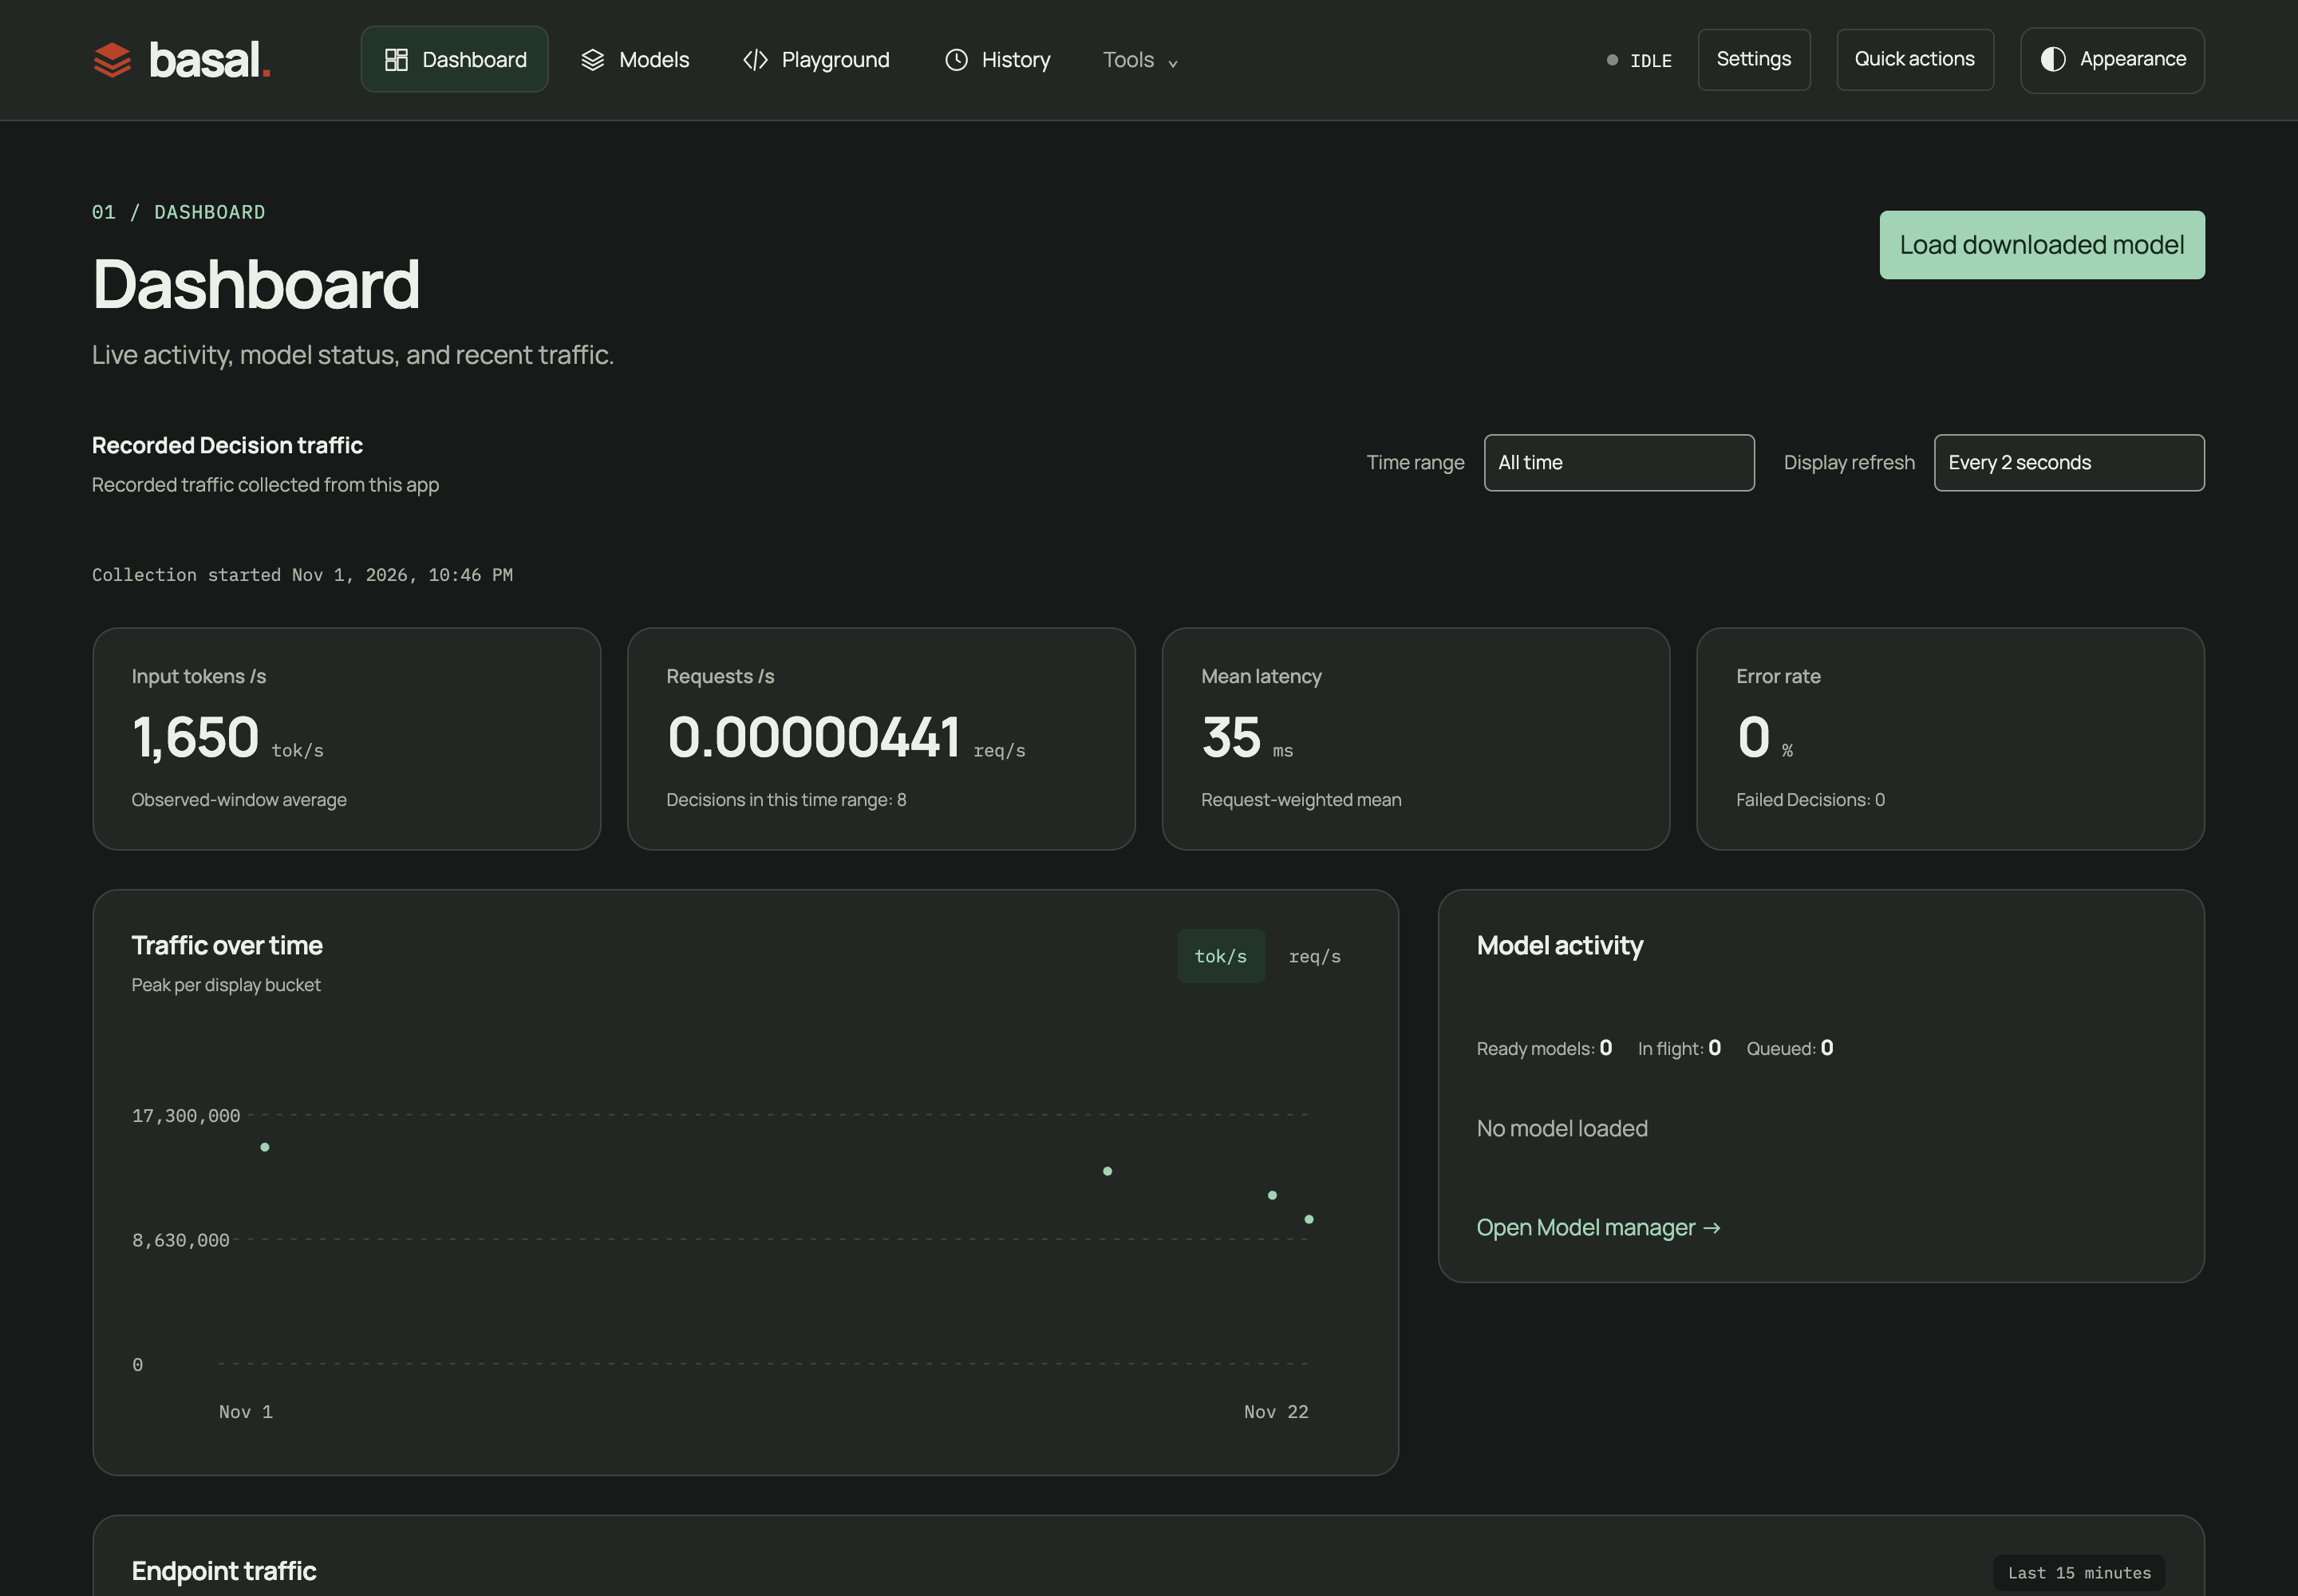 basal.
Dashboard
Models
Playground
History
Tools
IDLE
Settings
Quick actions
Appearance
01 / DASHBOARD
Dashboard
Live activity, model status, and recent traffic.
Load downloaded model
Recorded Decision traffic
Recorded traffic collected from this app
Time range
All time
Display refresh
Every 2 seconds
Collection started Nov 1, 2026, 10:46 PM
Input tokens /s
1,650 tok/s
Observed-window average
Requests /s
0.00000441 req/s
Decisions in this time range: 8
Mean latency
35 ms
Request-weighted mean
Error rate
0 %
Failed Decisions: 0
Traffic over time
Peak per display bucket
tok/s
req/s
17,300,000
8,630,000
0
Nov 1
Nov 22
Model activity
Ready models: 0 In flight: 0 Queued: 0
No model loaded
Open Model manager →
Endpoint traffic
Last 15 minutes